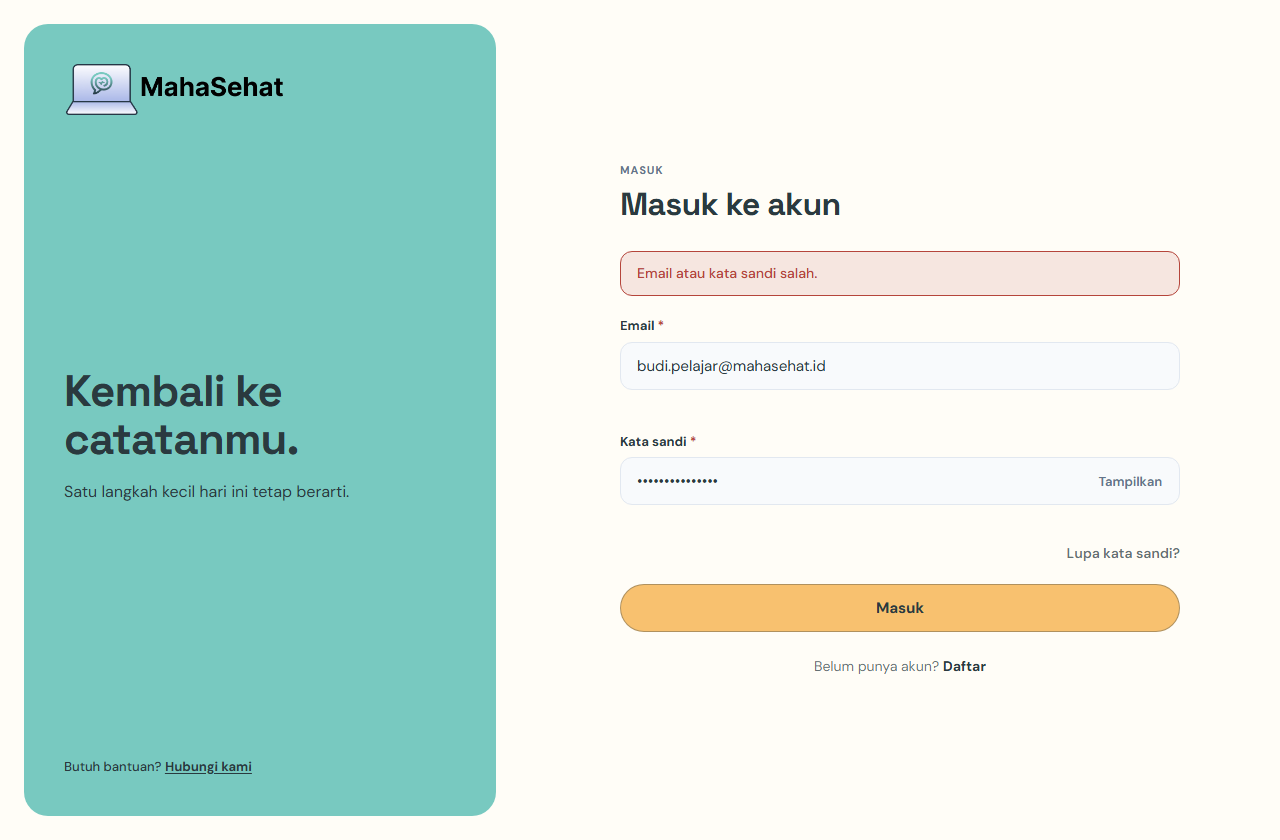 MahaSehat
Kembali ke
catatanmu.
Satu langkah kecil hari ini tetap berarti.
Butuh bantuan? Hubungi kami
MASUK
Masuk ke akun
Email atau kata sandi salah.
Email *
budi.pelajar@mahasehat.id
Kata sandi *
•••••••••••••••
Tampilkan
Lupa kata sandi?
Masuk
Belum punya akun? Daftar